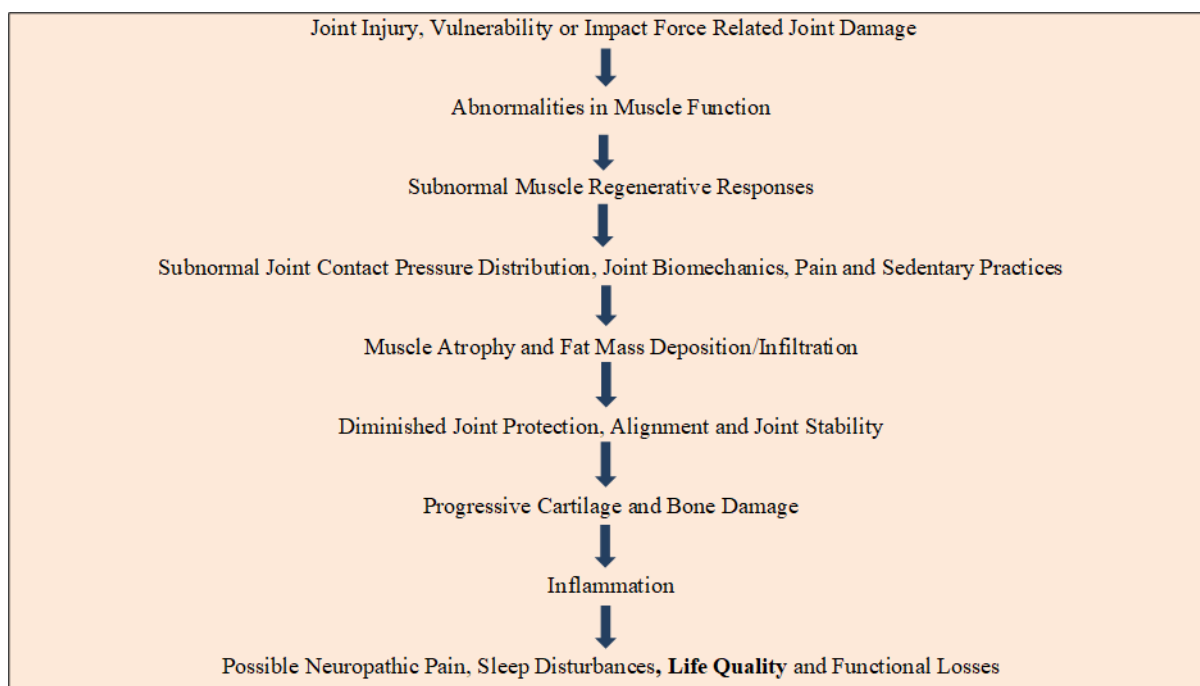 Joint Injury, Vulnerability or Impact Force Related Joint Damage
Abnormalities in Muscle Function
Subnormal Muscle Regenerative Responses
Subnormal Joint Contact Pressure Distribution, Joint Biomechanics, Pain and Sedentary Practices
Muscle Atrophy and Fat Mass Deposition/Infiltration
Diminished Joint Protection, Alignment and Joint Stability
Progressive Cartilage and Bone Damage
Inflammation
Possible Neuropathic Pain, Sleep Disturbances, Life Quality and Functional Losses